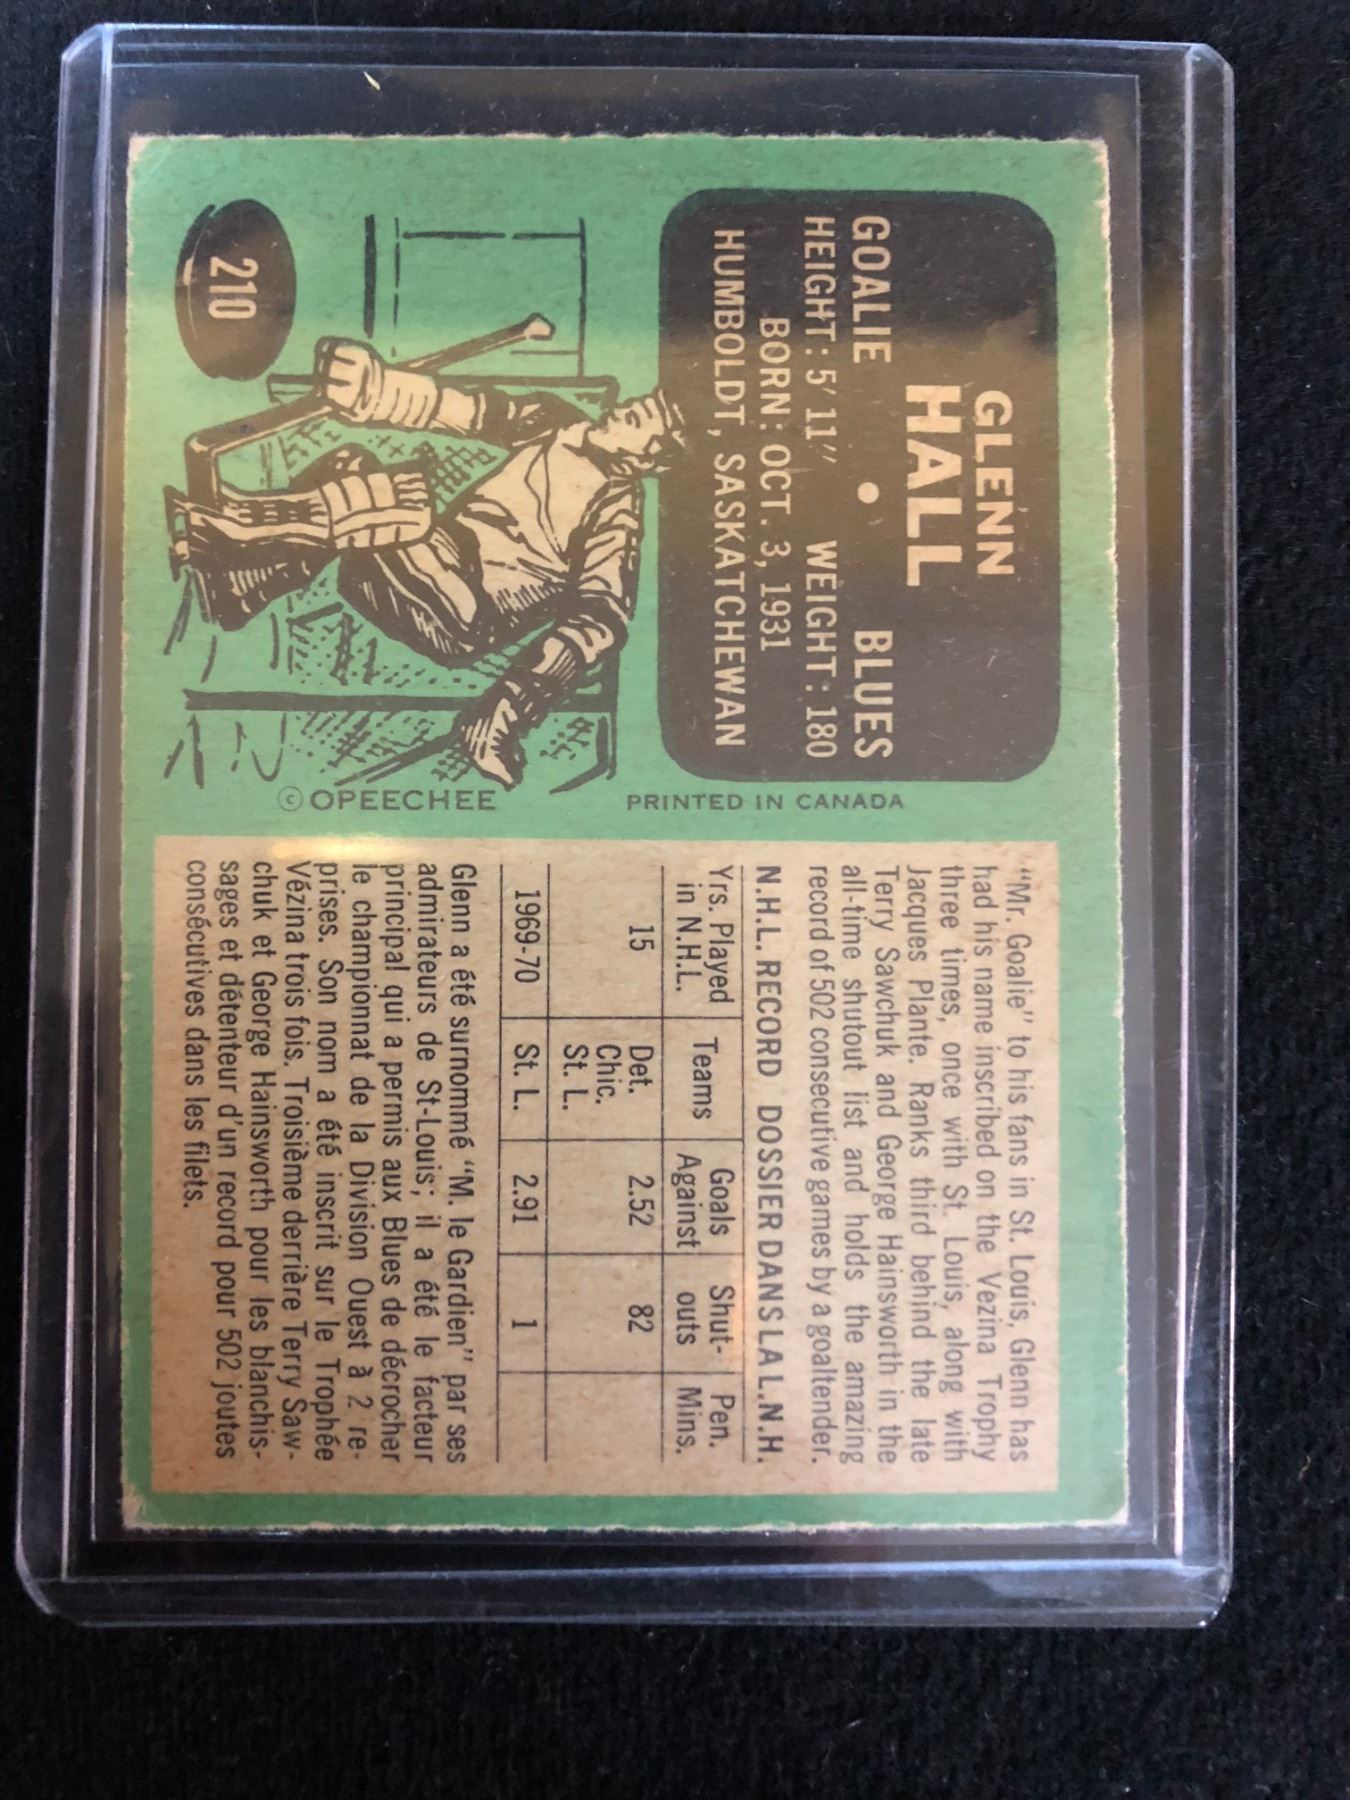 GLENN
HALL
GOALIE • BLUES
HEIGHT: 5' 11" WEIGHT: 180
BORN: OCT. 3, 1931
HUMBOLDT, SASKATCHEWAN
210
© OPEECHEE
PRINTED IN CANADA
"Mr. Goalie" to his fans in St. Louis, Glenn has
had his name inscribed on the Vezina Trophy
three times, once with St. Louis, along with
Jacques Plante. Ranks third behind the late
Terry Sawchuk and George Hainsworth in the
all-time shutout list and holds the amazing
record of 502 consecutive games by a goaltender.
N.H.L. RECORD DOSSIER DANS LA L.N.H.
Yrs. Played Teams Goals Shut- Pen.
in N.H.L. Against outs Mins.
15 Det. 2.52 82
Chic.
St. L.
1969-70 St. L. 2.91 1
Glenn a été surnommé "M. le Gardien" par ses
admirateurs de St-Louis; il a été le facteur
principal qui a permis aux Blues de décrocher
le championnat de la Division Ouest à 2 re-
prises. Son nom a été inscrit sur le Trophée
Vézina trois fois. Troisième derrière Terry Saw-
chuk et George Hainsworth pour les blanchis-
sages et détenteur d'un record pour 502 joutes
consécutives dans les filets.